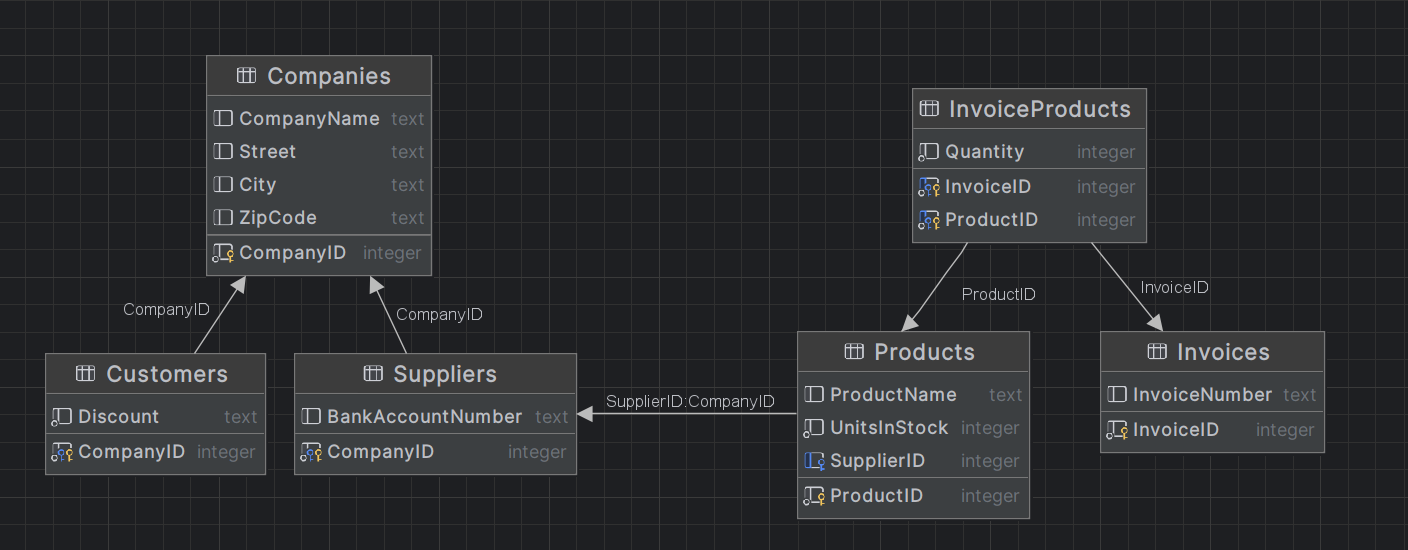 Companies
CompanyName text
Street text
City text
ZipCode text
CompanyID integer
InvoiceProducts
Quantity integer
InvoiceID integer
ProductID integer
CompanyID
CompanyID
ProductID
InvoiceID
Customers
Discount text
CompanyID integer
Suppliers
BankAccountNumber text
CompanyID integer
SupplierID:CompanyID
Products
ProductName text
UnitsInStock integer
SupplierID integer
ProductID integer
Invoices
InvoiceNumber text
InvoiceID integer